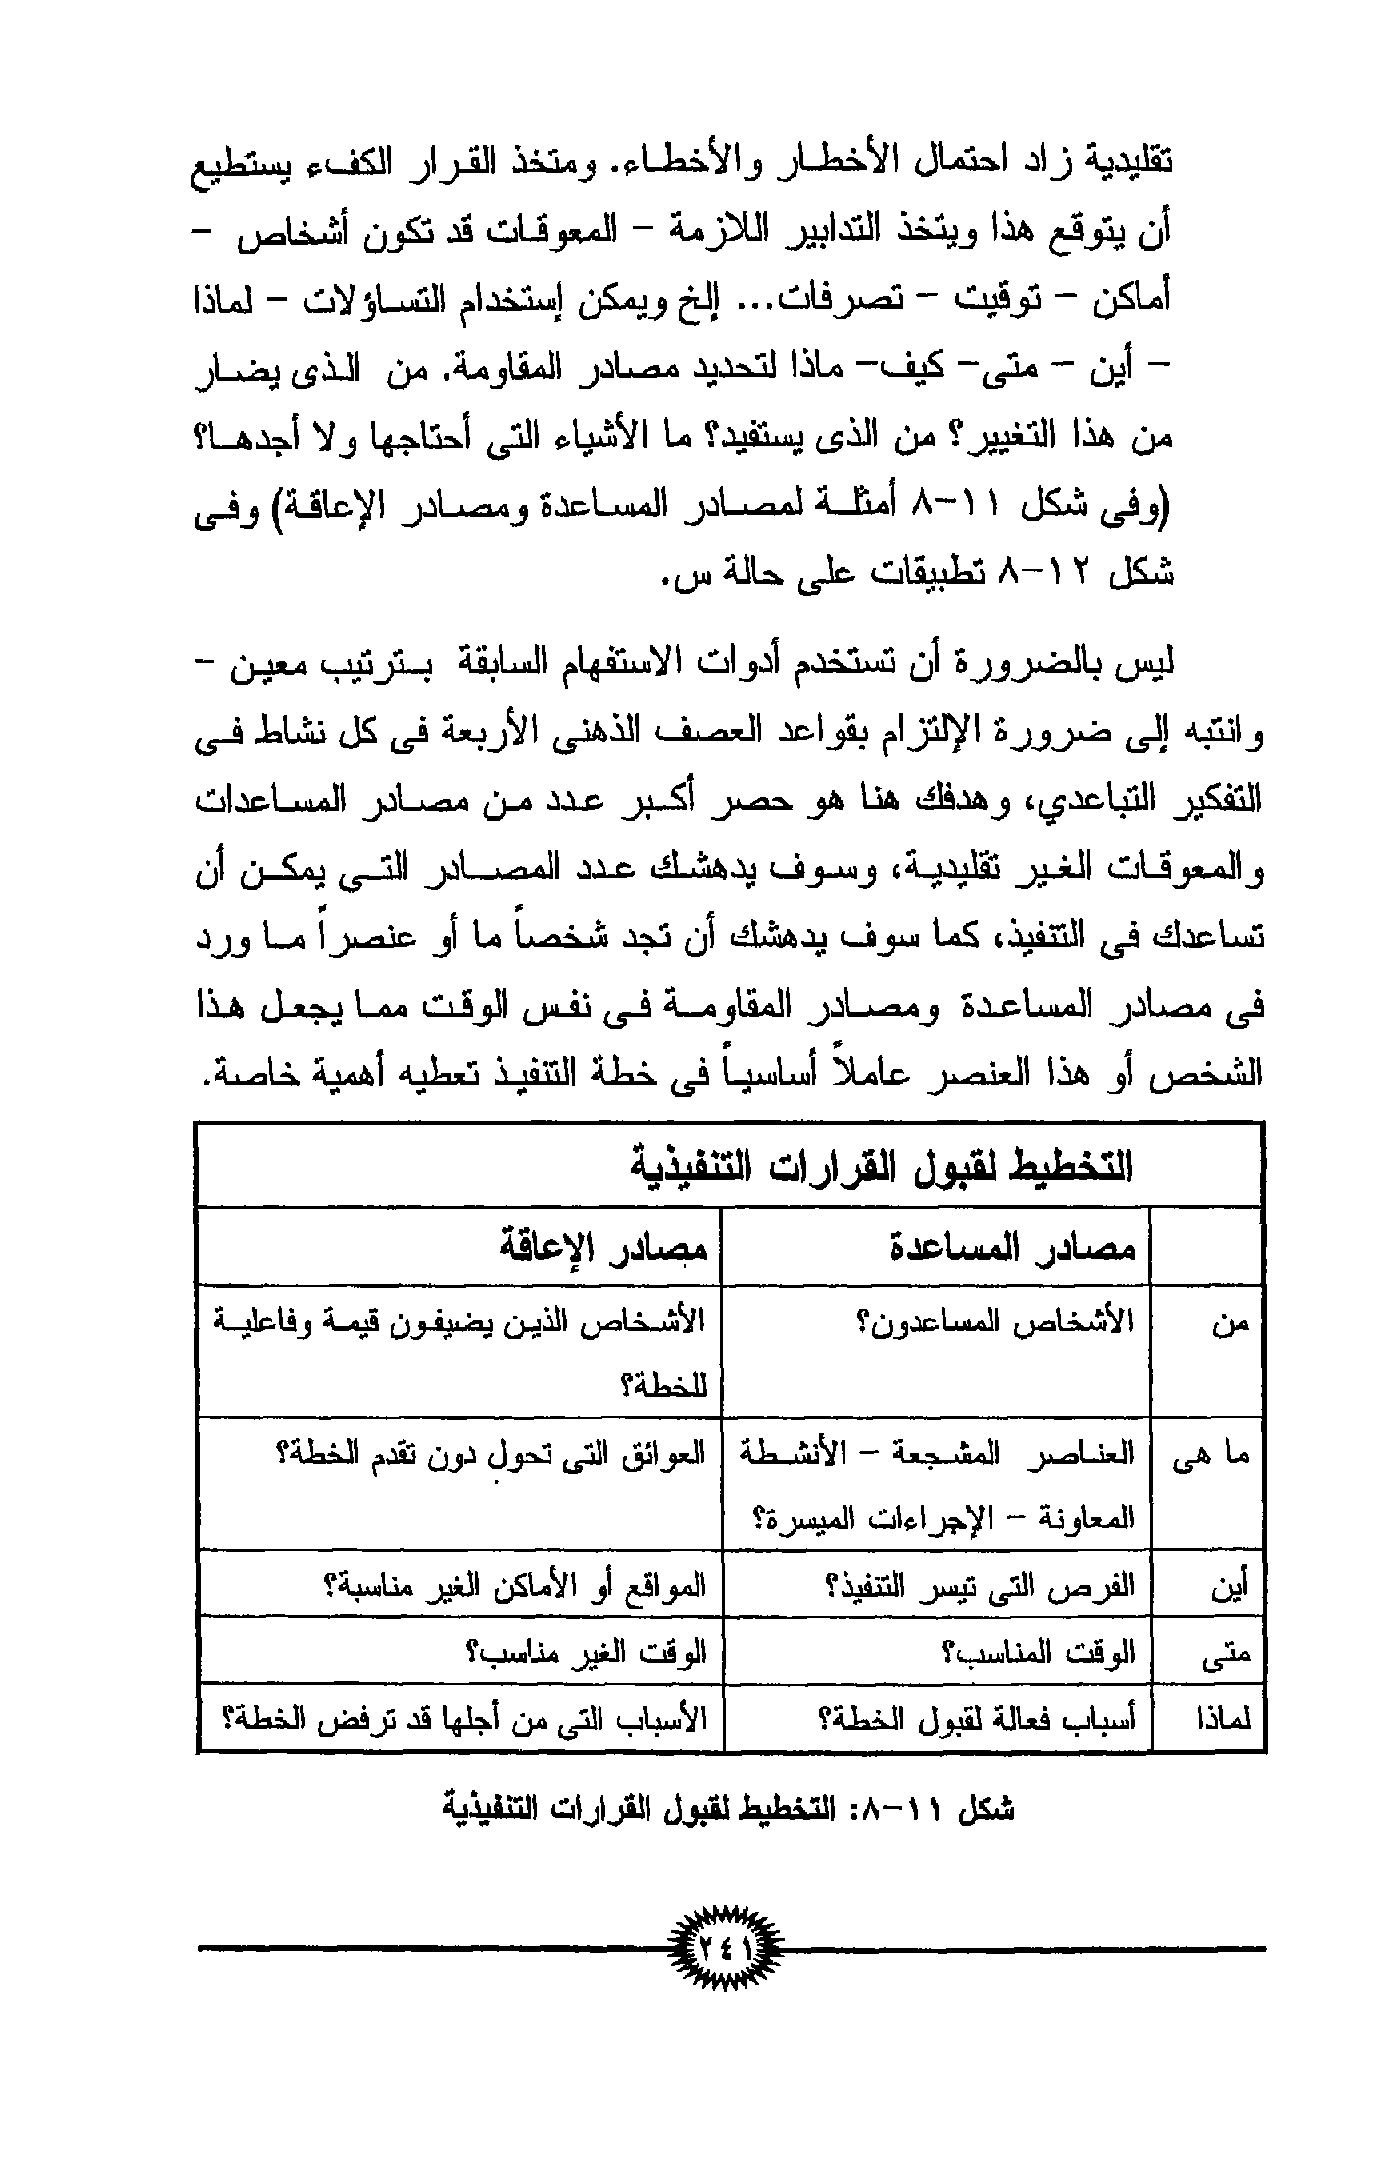 تقليدية زاد احتمال الأخطار والأخطاء. ومتخذ القرار الكفء يستطيع
أن يتوقع هذا ويتخذ التدابير اللازمة - المعوقات قد تكون أشخاص -
أماكن - توقيت - تصرفات... إلخ ويمكن إستخدام التساؤلات - لماذا
- أين - متى- كيف- ماذا لتحديد مصادر المقاومة. من الذى يضار
من هذا التغيير؟ من الذى يستفيد؟ ما الأشياء التى أحتاجها ولا أجدها؟
(وفى شكل ١١-٨ أمثلة لمصادر المساعدة ومصادر الإعاقة) وفى
شكل ١٢-٨ تطبيقات على حالة س.
ليس بالضرورة أن تستخدم أدوات الاستفهام السابقة بترتيب معين -
وانتبه إلى ضرورة الإلتزام بقواعد العصف الذهنى الأربعة فى كل نشاط فى
التفكير التباعدي، وهدفك هنا هو حصر أكبر عدد من مصادر المساعدات
والمعوقات الغير تقليدية، وسوف يدهشك عدد المصادر التى يمكن أن
تساعدك فى التنفيذ، كما سوف يدهشك أن تجد شخصاً ما أو عنصراً ما ورد
فى مصادر المساعدة ومصادر المقاومة فى نفس الوقت مما يجعل هذا
الشخص أو هذا العنصر عاملاً أساسياً فى خطة التنفيذ تعطيه أهمية خاصة.
التخطيط لقبول القرارات التنفيذية
مصادر المساعدة مصادر الإعاقة
من الأشخاص المساعدون؟ الأشخاص الذين يضيفون قيمة وفاعلية
للخطة؟
ما هى العناصر المشجعة - الأنشطة العوائق التى تحول دون تقدم الخطة؟
المعاونة - الإجراءات الميسرة؟
أين الفرص التى تيسر التنفيذ؟ المواقع أو الأماكن الغير مناسبة؟
متى الوقت المناسب؟ الوقت الغير مناسب؟
لماذا أسباب فعالة لقبول الخطة؟ الأسباب التى من أجلها قد ترفض الخطة؟
شكل ١١-٨: التخطيط لقبول القرارات التنفيذية
٢٤١